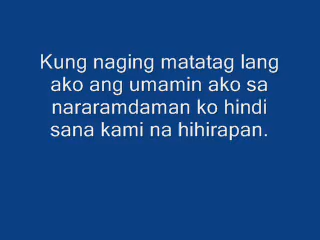 Kung naging matatag lang
ako ang umamin ako sa
nararamdaman ko hindi
sana kami na hihirapan.